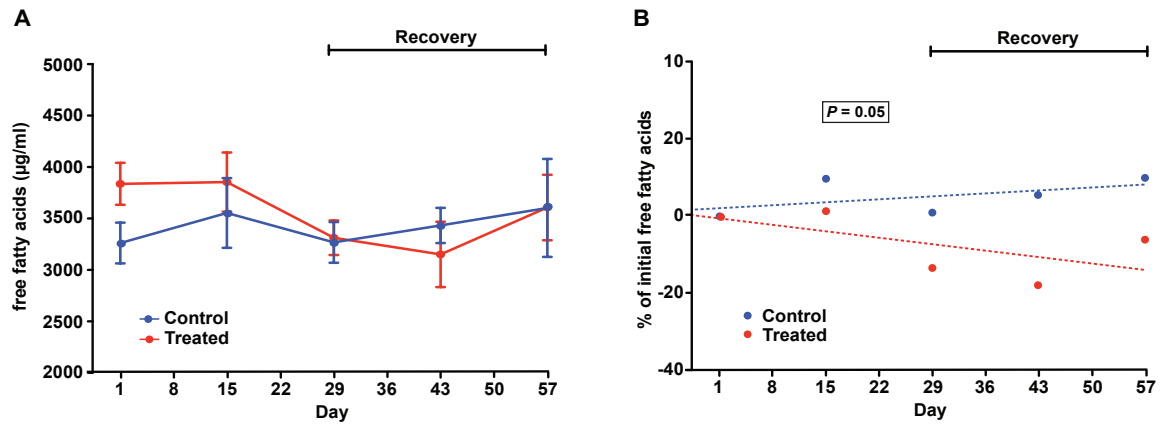 A
Recovery
5000
4500
4000
3500
3000
2500
2000
free fatty acids (µg/ml)
Control
Treated
1 8 15 22 29 36 43 50 57
Day
B
Recovery
10
20
0
-20
-40
% of initial free fatty acids
P = 0.05
Control
Treated
1 8 15 22 29 36 43 50 57
Day